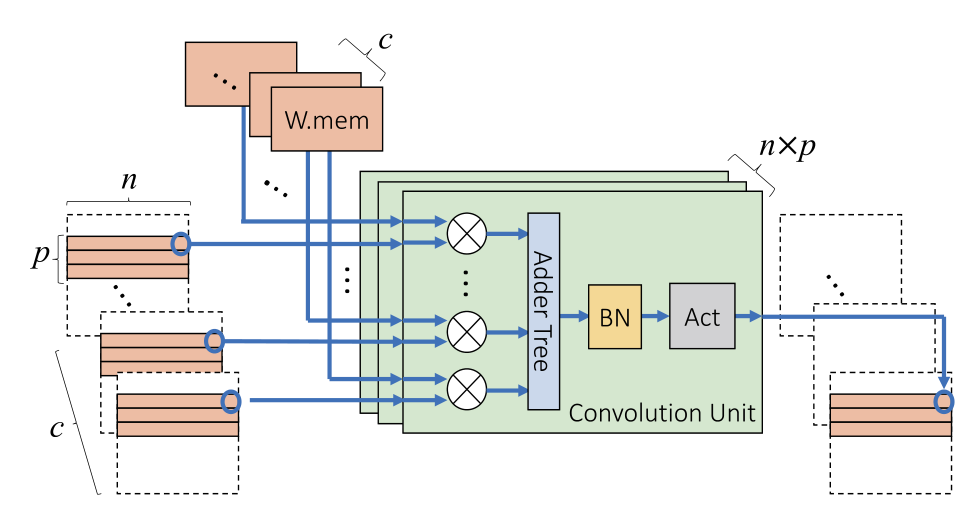 c
W.mem
n×p
n
p
Adder Tree
BN
Act
c
Convolution Unit